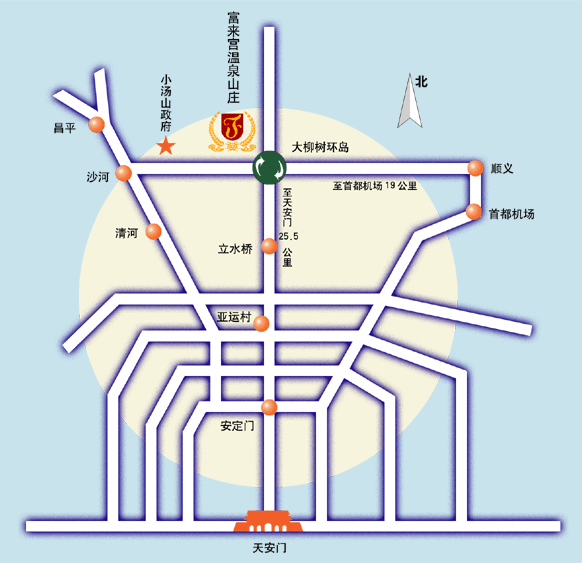 富来宫温泉山庄
小汤山政府
北
昌平
大柳树环岛
沙河
顺义
至首都机场19公里
至天安门
25.5
公里
首都机场
清河
立水桥
亚运村
安定门
天安门